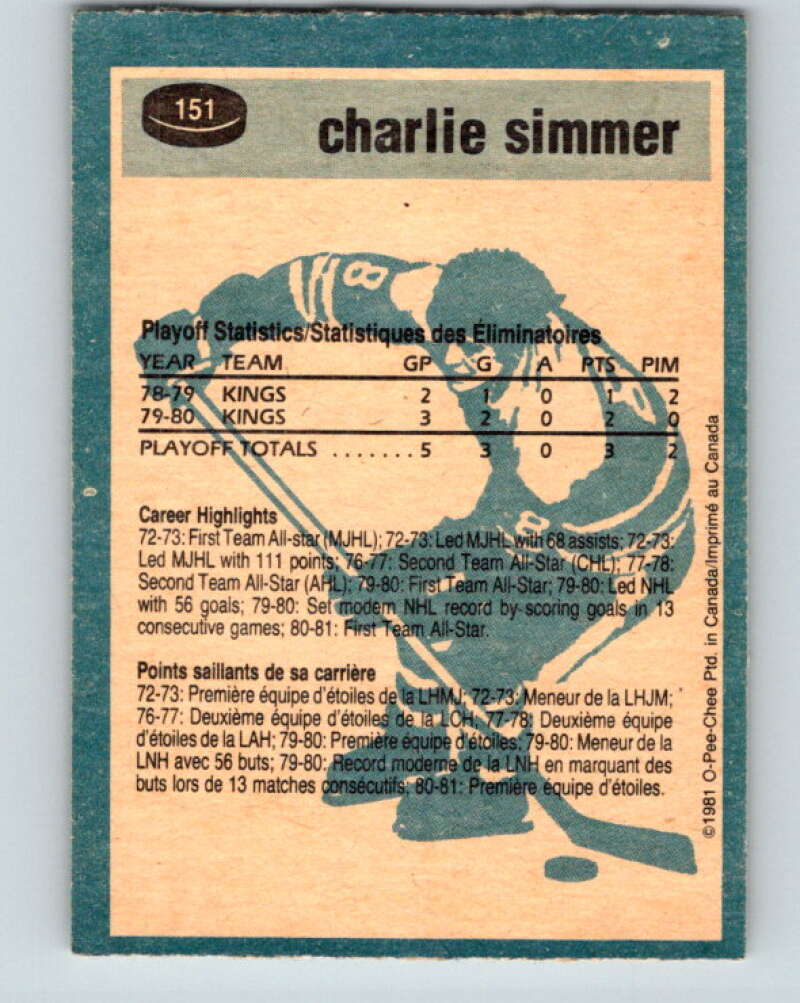 151
charlie simmer
8
Playoff Statistics/Statistiques des Éliminatoires
YEAR TEAM GP G A PTS PIM
78-79 KINGS 2 1 0 1 2
79-80 KINGS 3 2 0 2 0
PLAYOFF TOTALS ....... 5 3 0 3 2
8
8
Career Highlights
72-73: First Team All-star (MJHL); 72-73: Led MJHL with 68 assists; 72-73:
Led MJHL with 111 points; 76-77: Second Team All-Star (CHL); 77-78:
Second Team All-Star (AHL); 79-80: First Team All-Star; 79-80: Led NHL
with 56 goals; 79-80: Set modern NHL record by scoring goals in 13
consecutive games; 80-81: First Team All-Star.
Points saillants de sa carrière
72-73: Première équipe d'étoiles de la LHMJ; 72-73: Meneur de la LHJM;
76-77: Deuxième équipe d'étoiles de la LCH; 77-78: Deuxième équipe
d'étoiles de la LAH; 79-80: Première équipe d'étoiles; 79-80: Meneur de la
LNH avec 56 buts; 79-80: Record moderne de la LNH en marquant des
buts lors de 13 matches consécutifs; 80-81: Première équipe d'étoiles.
©1981 O-Pee-Chee Ptd. in Canada/Imprimé au Canada